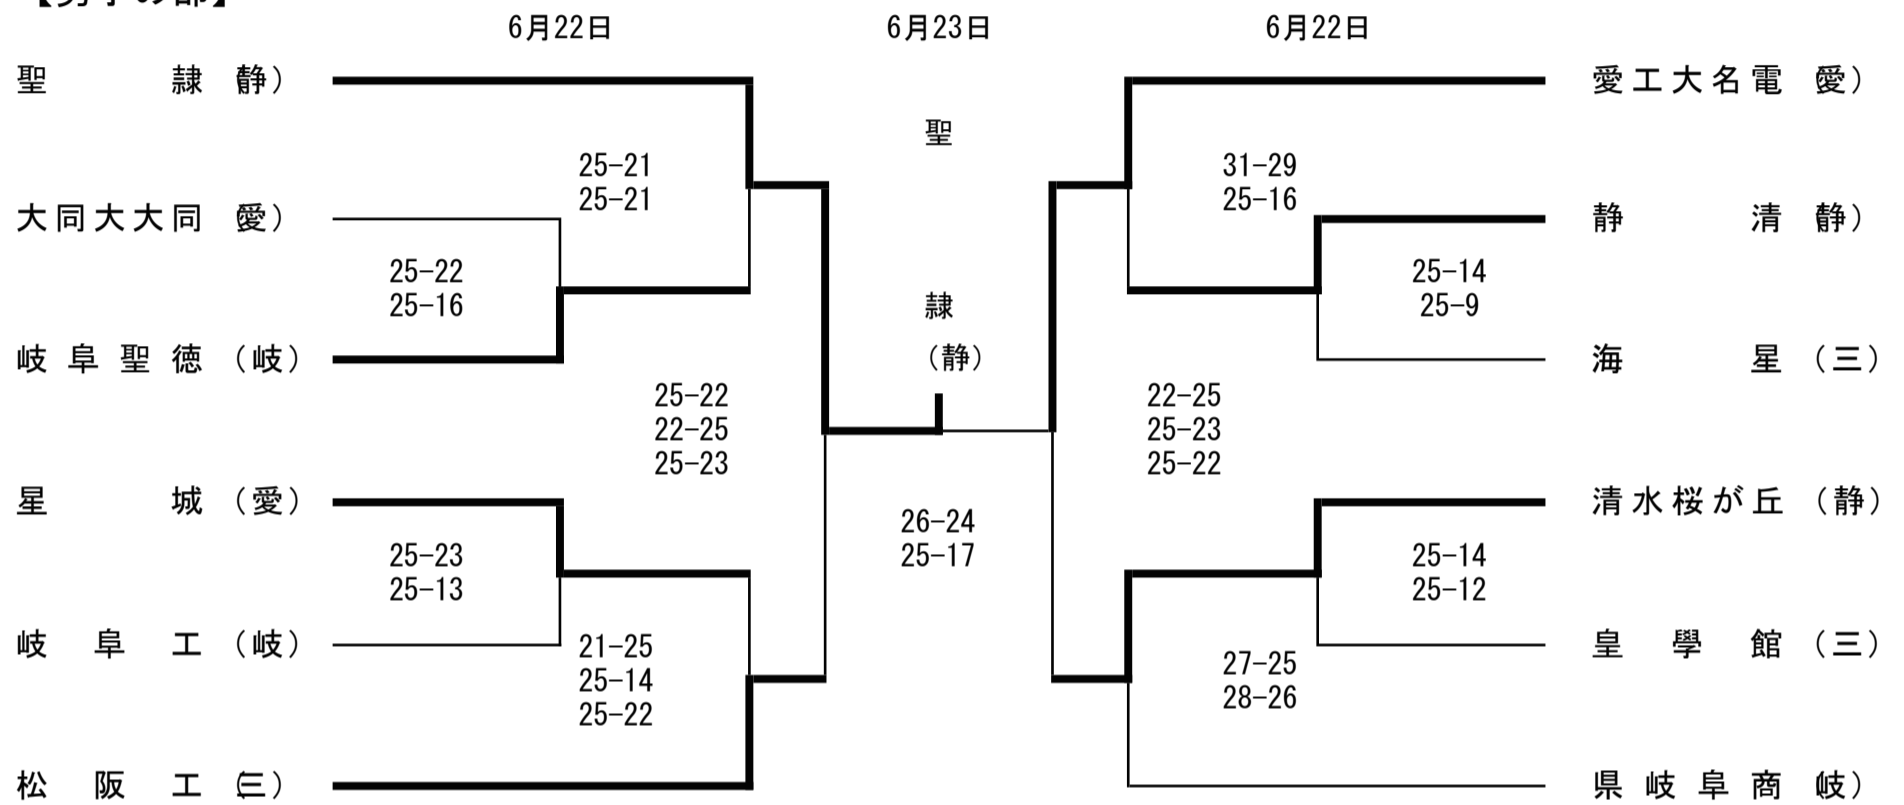 【男子の部】
6月22日
6月23日
6月22日
聖隷(静)
大同大大同(愛)
岐阜聖徳(岐)
星城(愛)
岐阜工(岐)
松阪工(三)
25-21
25-21
25-22
25-16
25-22
22-25
25-23
25-23
25-13
21-25
25-14
25-22
聖隷(静)
26-24
25-17
31-29
25-16
25-14
25-9
22-25
25-23
25-22
25-14
25-12
27-25
28-26
愛工大名電(愛)
静清(静)
海星(三)
清水桜が丘(静)
皇學館(三)
県岐阜商(岐)